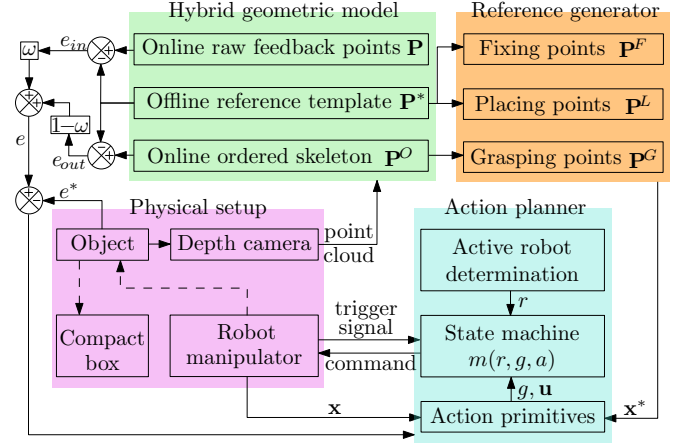 Hybrid geometric model
Reference generator
ω
e_in
Online raw feedback points P
Fixing points P^F
Offline reference template P*
Placing points P^L
1−ω
e
e_out
Online ordered skeleton P^O
Grasping points P^G
e*
Physical setup
Action planner
Object
Depth camera
point
cloud
Active robot
determination
r
trigger
signal
Compact
box
Robot
manipulator
State machine
m(r, g, a)
command
g, u
x
Action primitives
x*